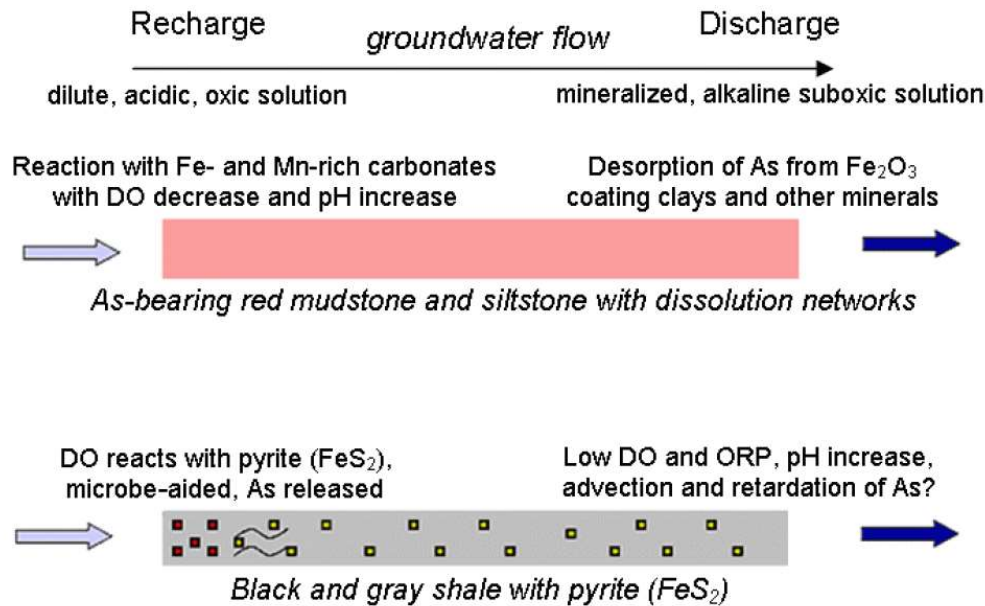 Recharge
groundwater flow
Discharge
dilute, acidic, oxic solution
mineralized, alkaline suboxic solution
Reaction with Fe- and Mn-rich carbonates
with DO decrease and pH increase
Desorption of As from Fe₂O₃
coating clays and other minerals
As-bearing red mudstone and siltstone with dissolution networks
DO reacts with pyrite (FeS₂),
microbe-aided, As released
Low DO and ORP, pH increase,
advection and retardation of As?
Black and gray shale with pyrite (FeS₂)